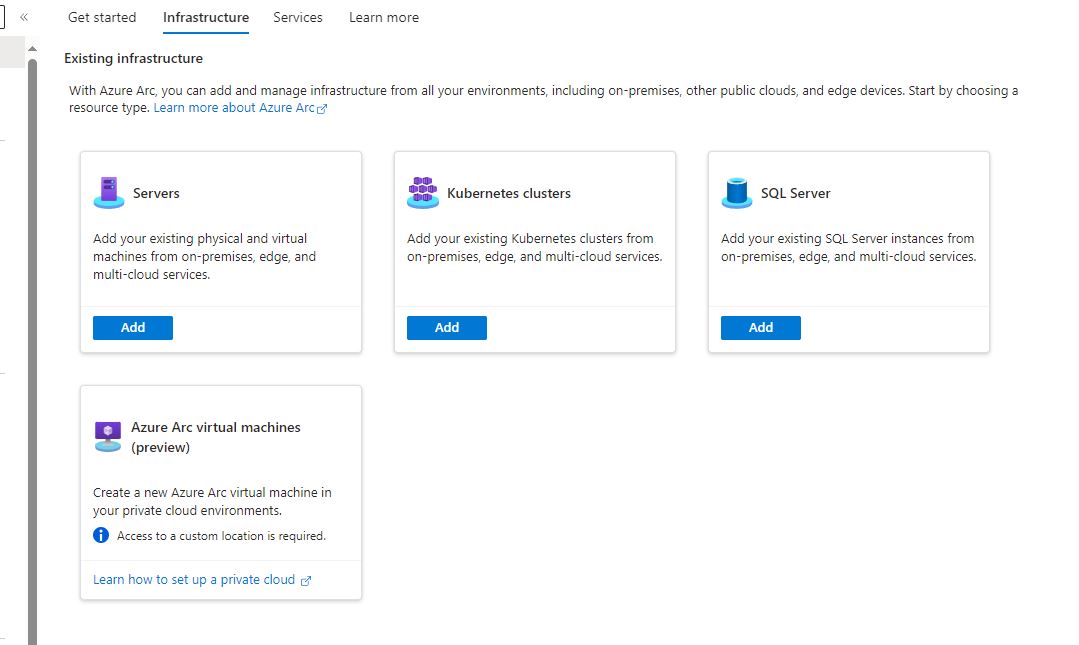 «
Get started Infrastructure Services Learn more
Existing infrastructure
With Azure Arc, you can add and manage infrastructure from all your environments, including on-premises, other public clouds, and edge devices. Start by choosing a
resource type. Learn more about Azure Arc
Servers
Add your existing physical and virtual
machines from on-premises, edge, and
multi-cloud services.
Add
Kubernetes clusters
Add your existing Kubernetes clusters from
on-premises, edge, and multi-cloud services.
Add
SQL Server
Add your existing SQL Server instances from
on-premises, edge, and multi-cloud services.
Add
Azure Arc virtual machines
(preview)
Create a new Azure Arc virtual machine in
your private cloud environments.
Access to a custom location is required.
Learn how to set up a private cloud